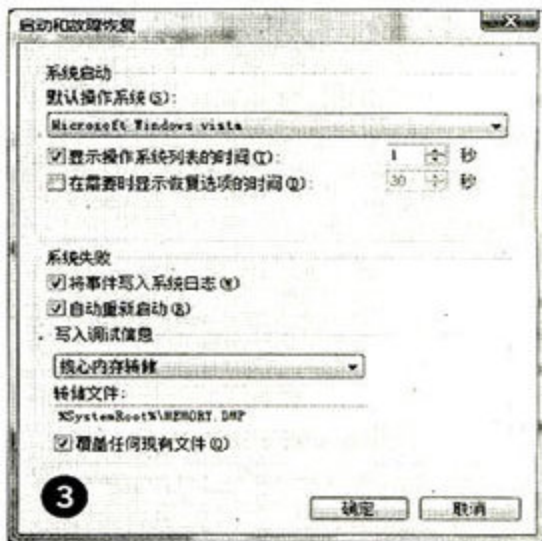 启动和故障恢复
系统启动
默认操作系统(S):
Microsoft Windows vista
显示操作系统列表的时间(T): 1 秒
在需要时显示恢复选项的时间(D): 30 秒
系统失败
将事件写入系统日志(W)
自动重新启动(R)
写入调试信息
核心内存转储
转储文件:
%SystemRoot%\MEMORY.DMP
覆盖任何现有文件(O)
3
确定 取消